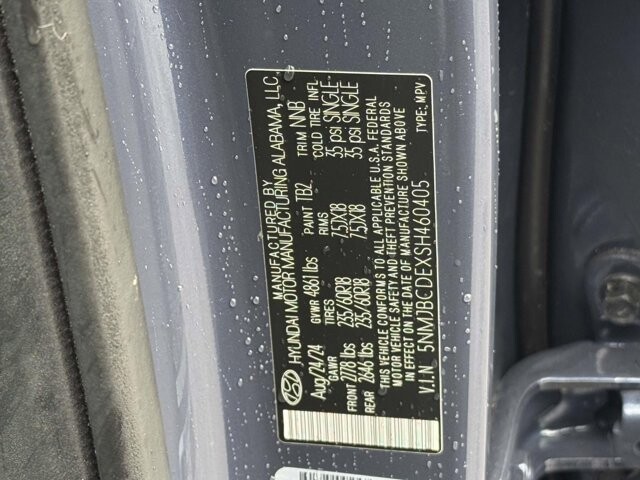 MANUFACTURED BY
HYUNDAI MOTOR MANUFACTURING ALABAMA, LLC.
Aug/24/24 GVWR 4861 lbs PAINT TB2 TRIM NNB
GAWR TIRES RIMS COLD TIRE INFL
FRONT 2778 lbs 235/60R18 7.5JX18 35 psi SINGLE
REAR 2646 lbs 235/60R18 7.5JX18 35 psi SINGLE
THIS VEHICLE CONFORMS TO ALL APPLICABLE U.S.A. FEDERAL
MOTOR VEHICLE SAFETY AND THEFT PREVENTION STANDARDS
IN EFFECT ON THE DATE OF MANUFACTURE SHOWN ABOVE
V.I.N. 5NMJBCDEXSH460405 TYPE: MPV